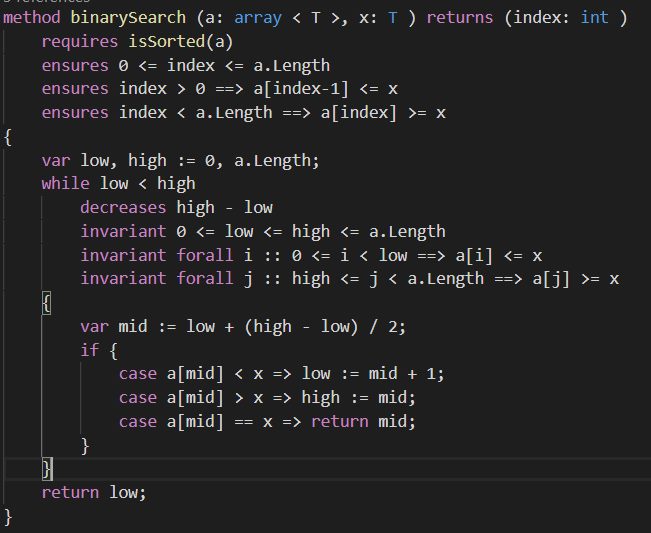 method binarySearch (a: array < T >, x: T ) returns (index: int )
    requires isSorted(a)
    ensures 0 <= index <= a.Length
    ensures index > 0 ==> a[index-1] <= x
    ensures index < a.Length ==> a[index] >= x
{
    var low, high := 0, a.Length;
    while low < high
        decreases high - low
        invariant 0 <= low <= high <= a.Length
        invariant forall i :: 0 <= i < low ==> a[i] <= x
        invariant forall j :: high <= j < a.Length ==> a[j] >= x
    {
        var mid := low + (high - low) / 2;
        if {
            case a[mid] < x => low := mid + 1;
            case a[mid] > x => high := mid;
            case a[mid] == x => return mid;
        }
    }
    return low;
}